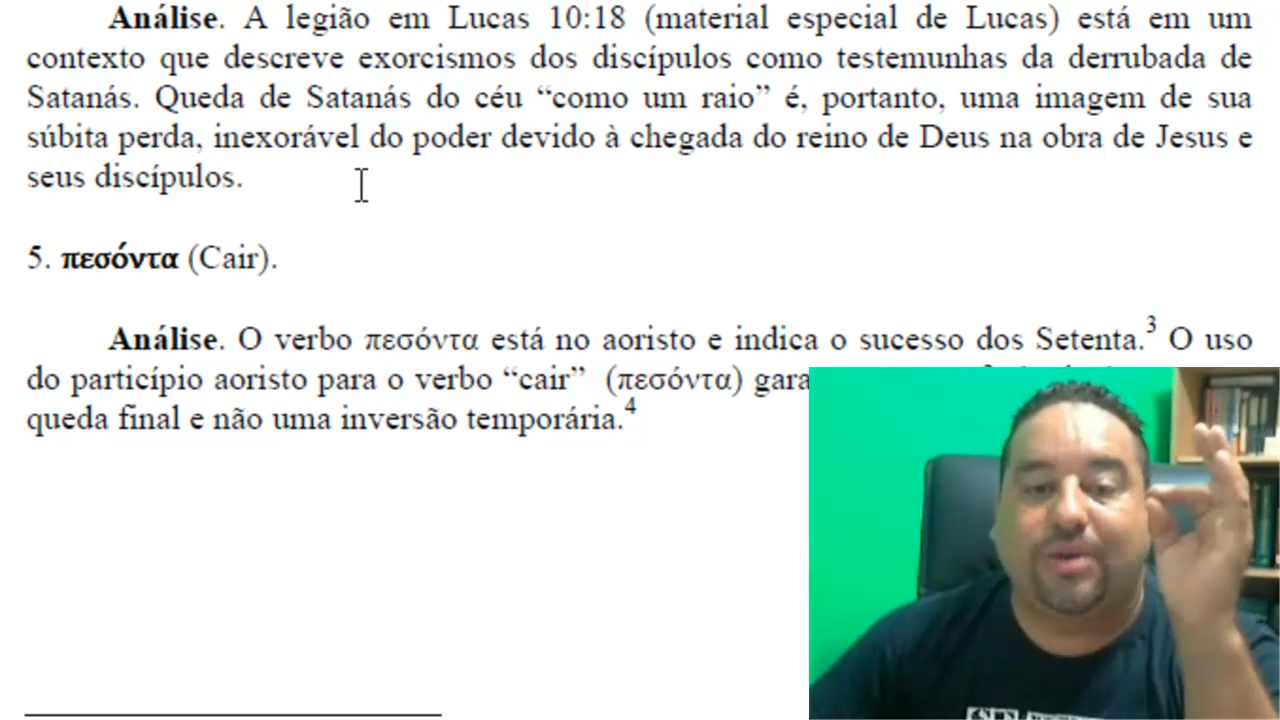 Análise. A legião em Lucas 10:18 (material especial de Lucas) está em um
contexto que descreve exorcismos dos discípulos como testemunhas da derrubada de
Satanás. Queda de Satanás do céu “como um raio” é, portanto, uma imagem de sua
súbita perda, inexorável do poder devido à chegada do reino de Deus na obra de Jesus e
seus discípulos.
5. πεσόντα (Cair).
Análise. O verbo πεσόντα está no aoristo e indica o sucesso dos Setenta.3 O uso
do particípio aoristo para o verbo “cair” (πεσόντα)
queda final e não uma inversão temporária.4